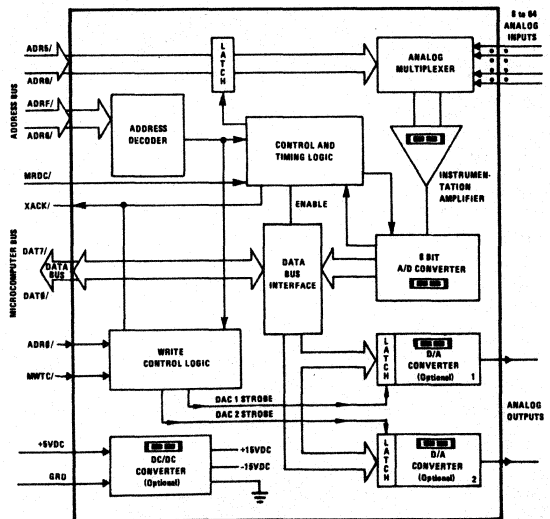 8 to 64
ANALOG
INPUTS
ADR5/
ADR0/
LATCH
ANALOG
MULTIPLEXER
ADDRESS BUS
ADRF/
ADR6/
ADDRESS
DECODER
CONTROL AND
TIMING LOGIC
INSTRUMEN-
TATION
AMPLIFIER
MRDC/
XACK/
ENABLE
MICROCOMPUTER BUS
DAT7/
DATA
BUS
DAT0/
DATA
BUS
INTERFACE
8 BIT
A/D CONVERTER
ADR0/
MWTC/
WRITE
CONTROL LOGIC
LATCH
D/A
CONVERTER
(Optional) 1
DAC 1 STROBE
DAC 2 STROBE
ANALOG
OUTPUTS
+5VDC
GRD
DC/DC
CONVERTER
(Optional)
+15VDC
-15VDC
LATCH
D/A
CONVERTER
(Optional)
2